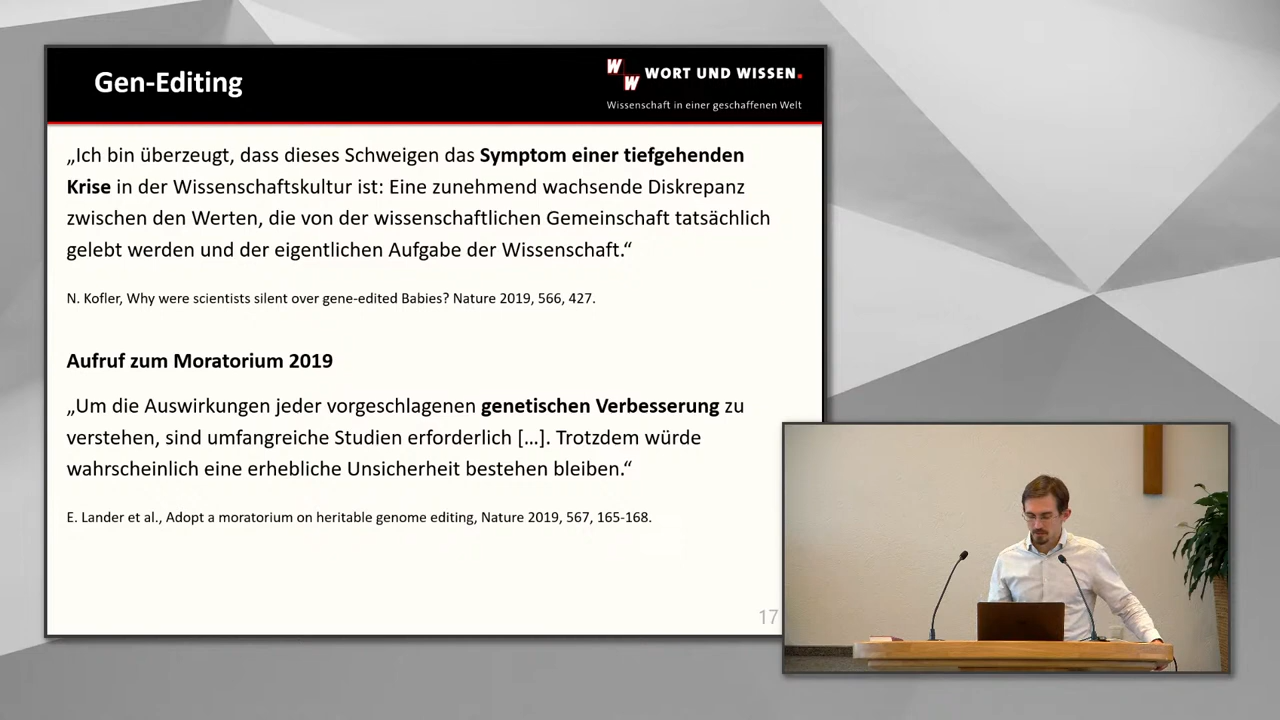 Gen-Editing
W
W
WORT UND WISSEN.
Wissenschaft in einer geschaffenen Welt
„Ich bin überzeugt, dass dieses Schweigen das Symptom einer tiefgehenden
Krise in der Wissenschaftskultur ist: Eine zunehmend wachsende Diskrepanz
zwischen den Werten, die von der wissenschaftlichen Gemeinschaft tatsächlich
gelebt werden und der eigentlichen Aufgabe der Wissenschaft.“
N. Kofler, Why were scientists silent over gene-edited Babies? Nature 2019, 566, 427.
Aufruf zum Moratorium 2019
„Um die Auswirkungen jeder vorgeschlagenen genetischen Verbesserung zu
verstehen, sind umfangreiche Studien erforderlich […]. Trotzdem würde
wahrscheinlich eine erhebliche Unsicherheit bestehen bleiben.“
E. Lander et al., Adopt a moratorium on heritable genome editing, Nature 2019, 567, 165-168.
17